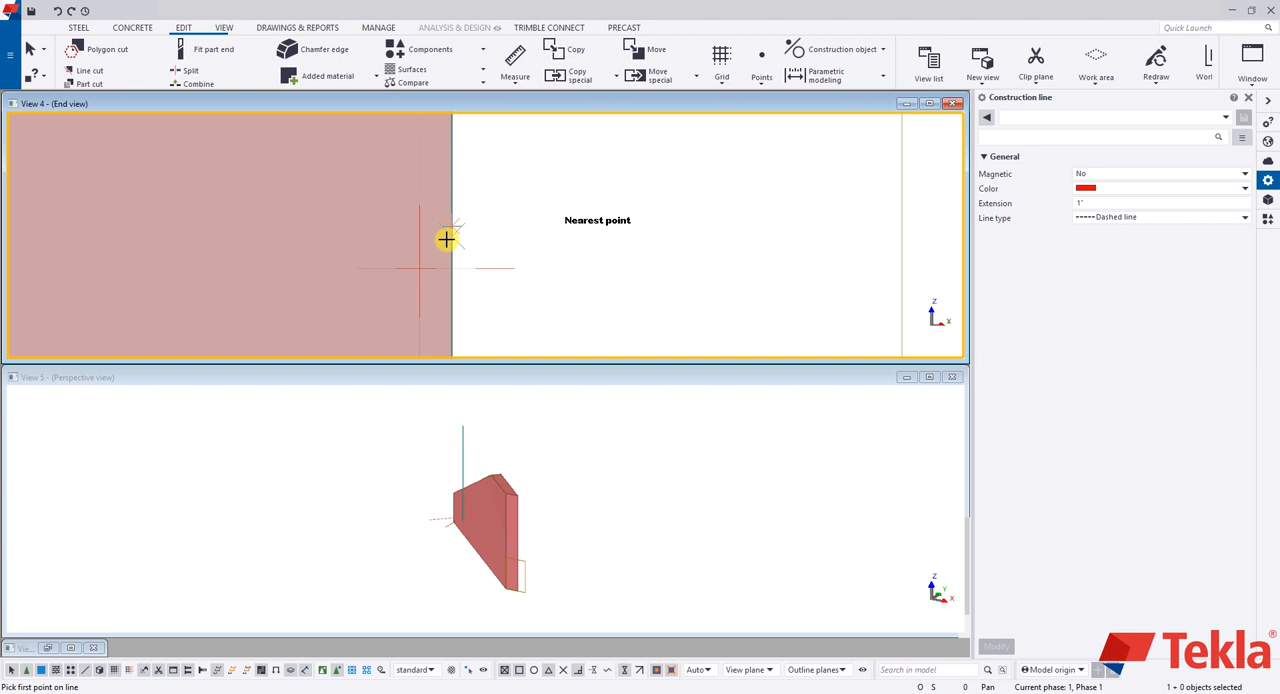 STEEL CONCRETE EDIT VIEW DRAWINGS & REPORTS MANAGE ANALYSIS & DESIGN TRIMBLE CONNECT PRECAST Quick Launch
Polygon cut Fit part end Chamfer edge Components Copy Move Construction object
Line cut Split Added material Surfaces Measure Copy special Move special Grid Points Parametric modeling View list New view Clip plane Work area Redraw Worl Window
Part cut Combine Compare
View 4 - (End view)
Construction line
General
Magnetic No
Color
Extension 1'
Line type Dashed line
Nearest point
Z
X
View 5 - (Perspective view)
Z
Y
X
Vie...
Modify
Tekla®
standard Auto View plane Outline planes Search in model Model origin
Pick first point on line O S 0 Pan Current phase: 1, Phase 1 1 + 0 objects selected